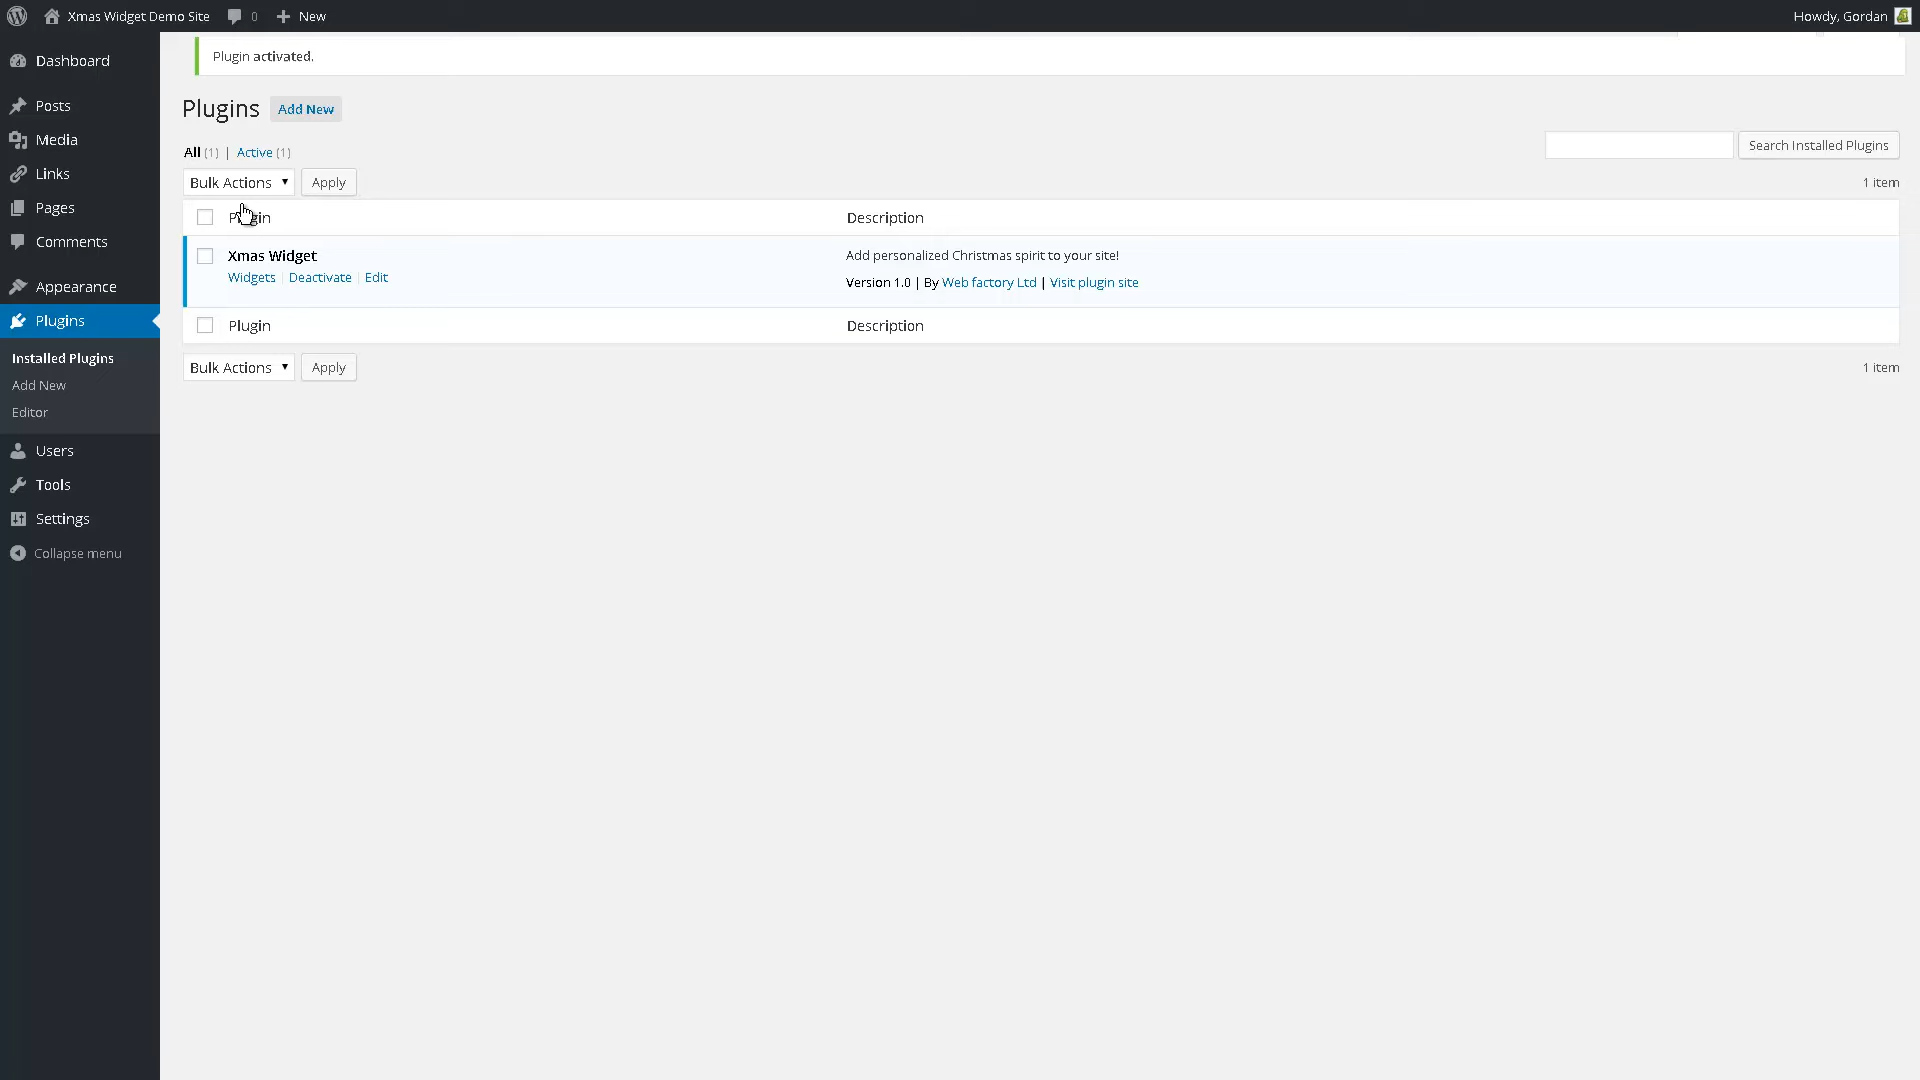 Xmas Widget Demo Site 0 New Howdy, Gordan
Dashboard
Posts
Media
Links
Pages
Comments
Appearance
Plugins
Installed Plugins
Add New
Editor
Users
Tools
Settings
Collapse menu
Plugin activated.
Plugins Add New
All (1) | Active (1)
Search Installed Plugins
Bulk Actions Apply 1 item
Plugin Description
Xmas Widget Add personalized Christmas spirit to your site!
Widgets | Deactivate | Edit Version 1.0 | By Web factory Ltd | Visit plugin site
Plugin Description
Bulk Actions Apply 1 item